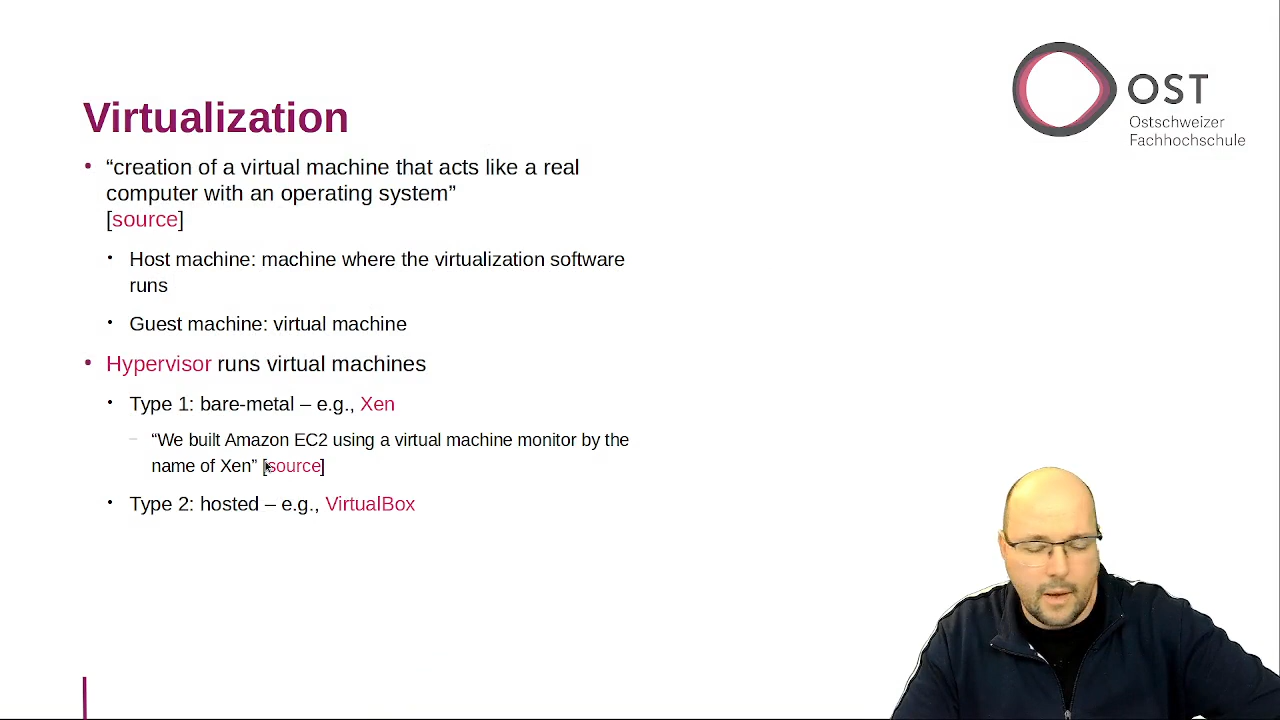 OST
Ostschweizer
Fachhochschule
Virtualization
• “creation of a virtual machine that acts like a real
computer with an operating system”
[source]
• Host machine: machine where the virtualization software
runs
• Guest machine: virtual machine
• Hypervisor runs virtual machines
• Type 1: bare-metal – e.g., Xen
– “We built Amazon EC2 using a virtual machine monitor by the
name of Xen” [source]
• Type 2: hosted – e.g., VirtualBox